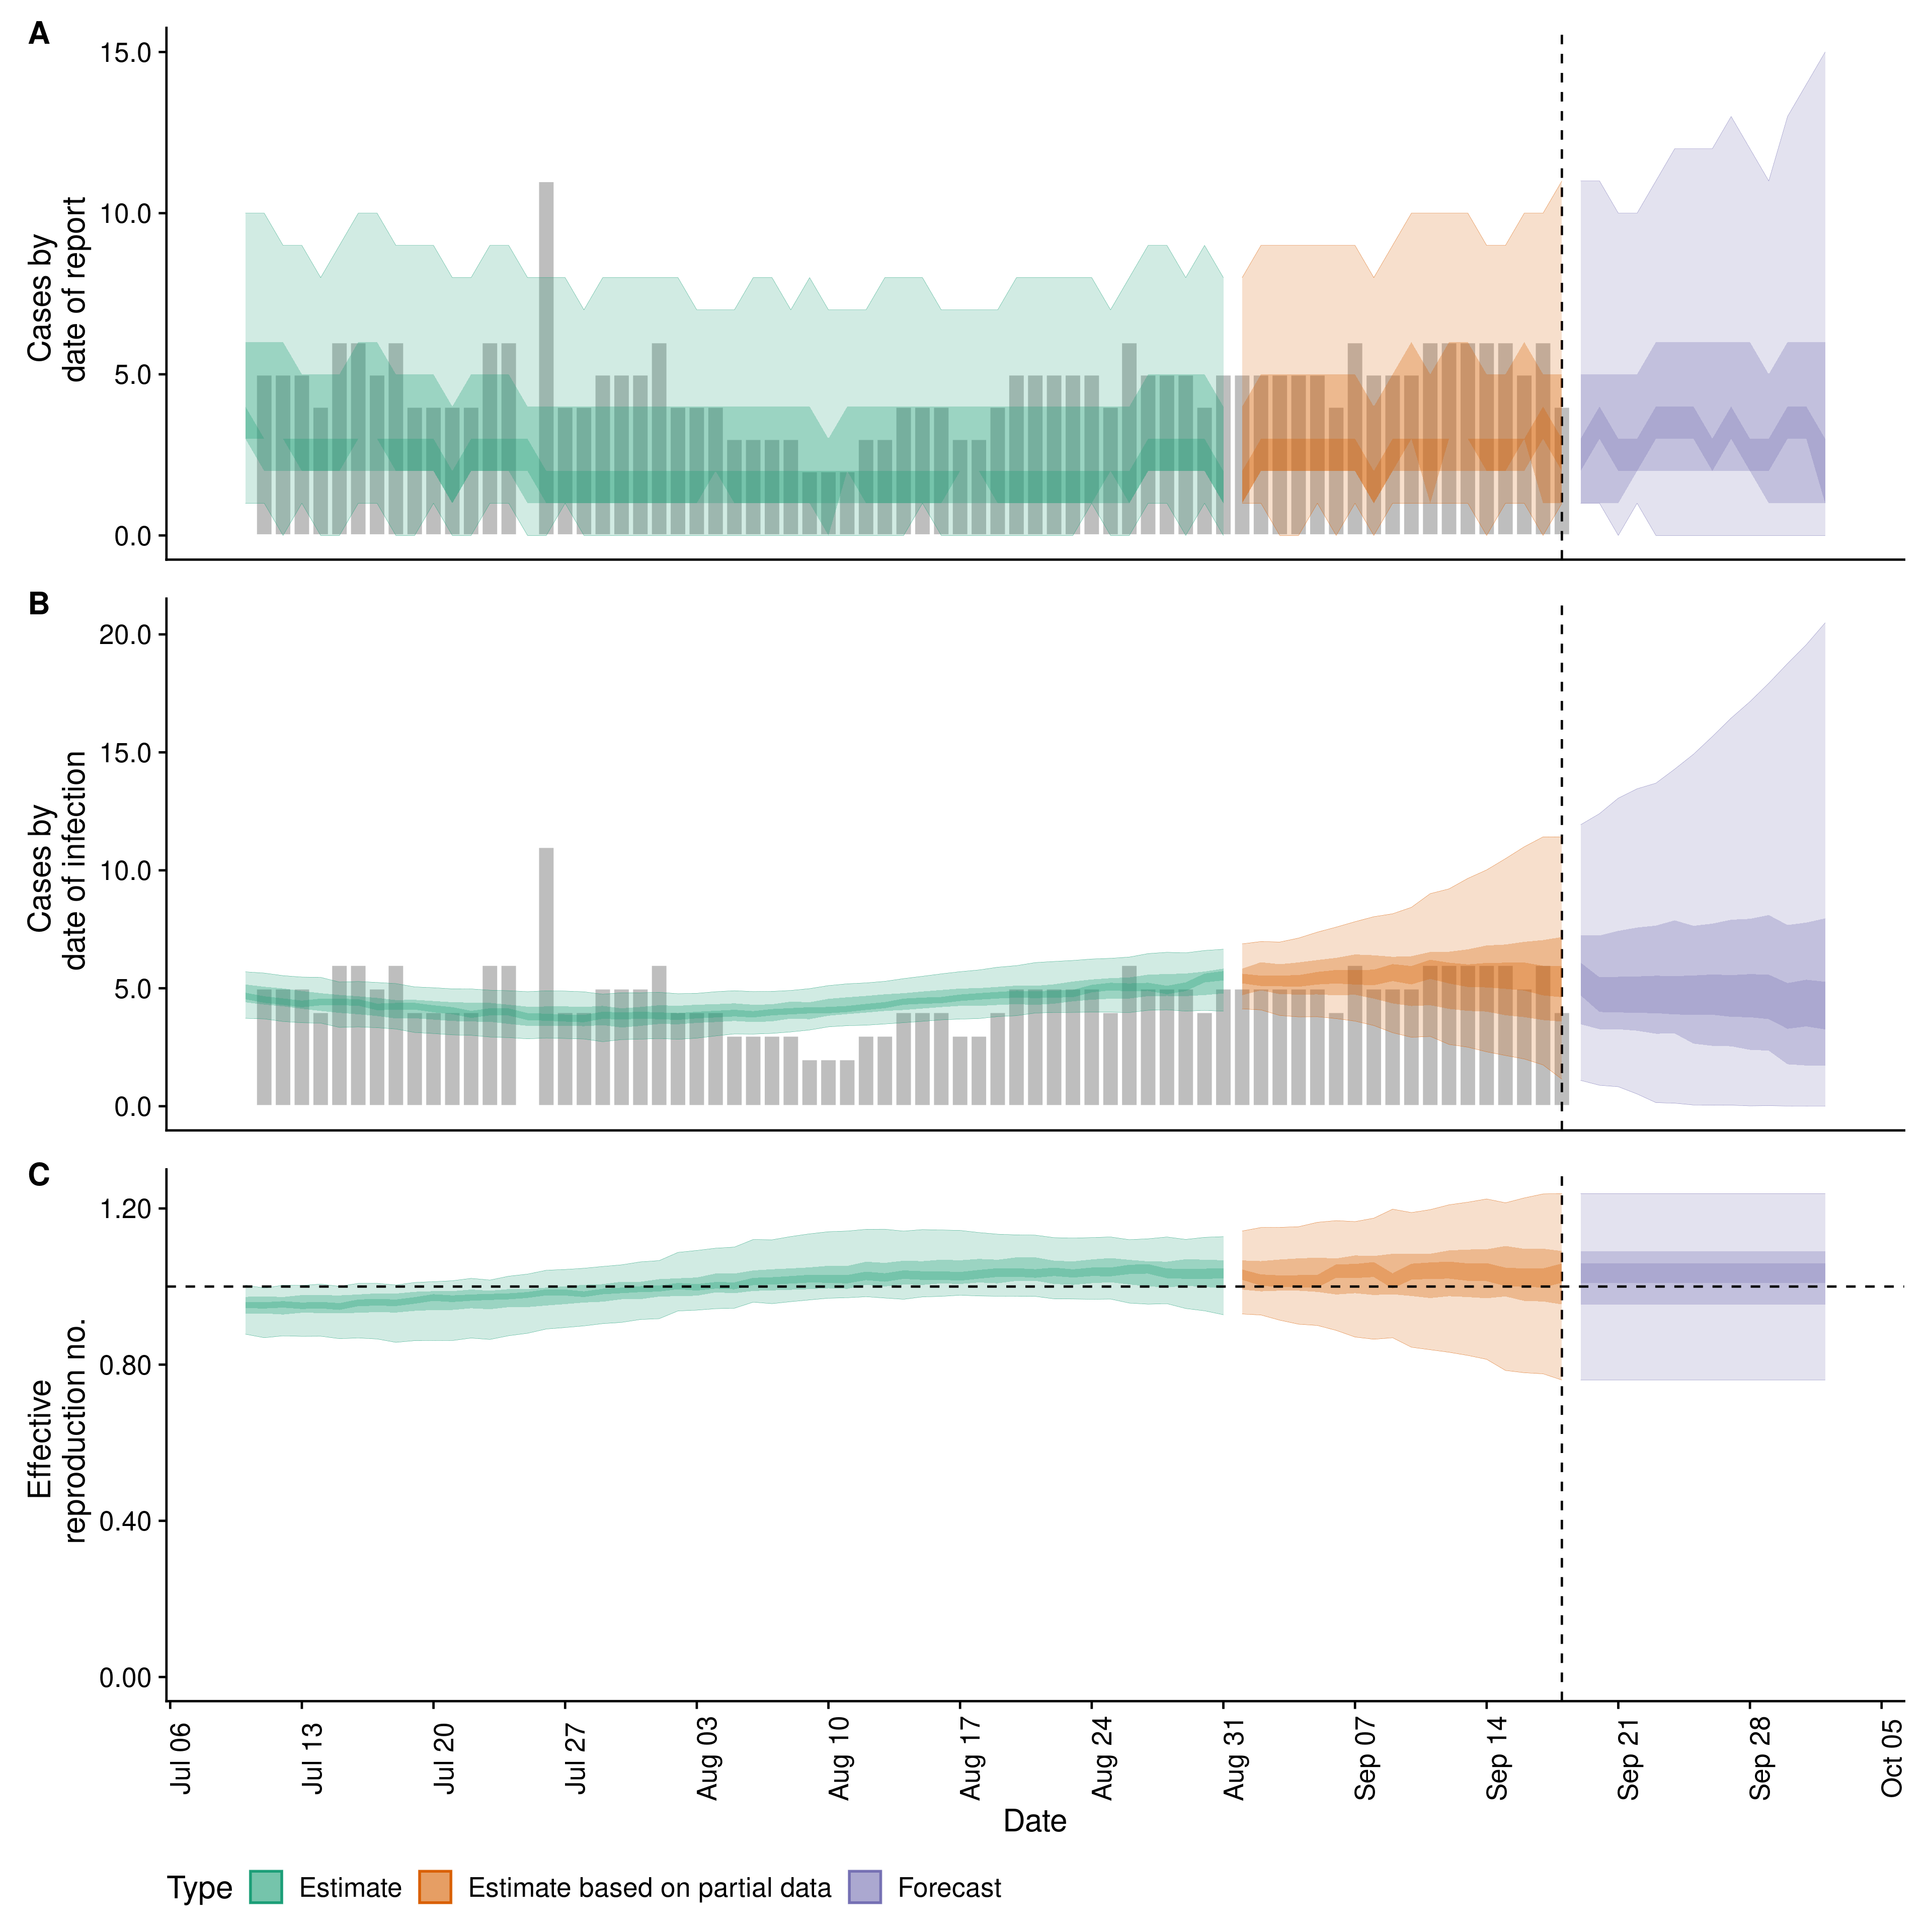 A
15.0
10.0
5.0
0.0
Cases by
date of report
B
20.0
15.0
10.0
5.0
0.0
Cases by
date of infection
C
1.20
0.80
0.40
0.00
Effective
reproduction no.
Jul 06
Jul 13
Jul 20
Jul 27
Aug 03
Aug 10
Aug 17
Aug 24
Aug 31
Sep 07
Sep 14
Sep 21
Sep 28
Oct 05
Date
Type Estimate Estimate based on partial data Forecast